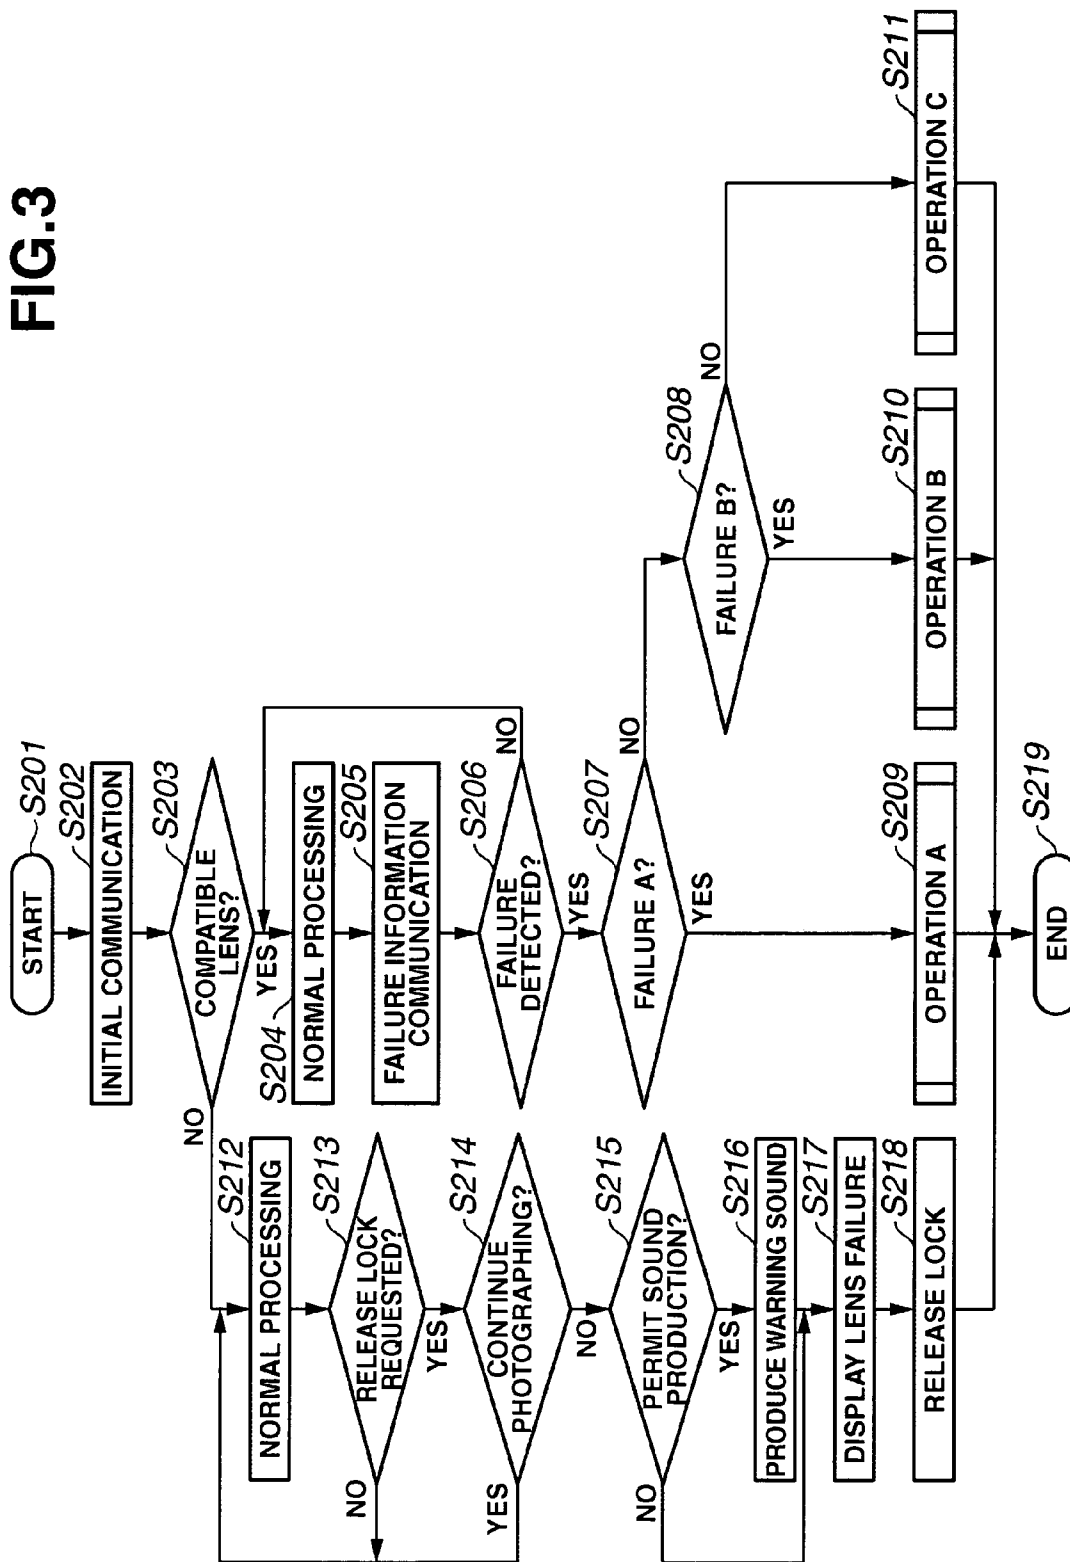 FIG.3
START
S201
INITIAL COMMUNICATION
S202
COMPATIBLE
LENS?
S203
NO
YES
S204
NORMAL PROCESSING
FAILURE INFORMATION
COMMUNICATION
S205
FAILURE
DETECTED?
S206
NO
YES
FAILURE A?
S207
NO
YES
FAILURE B?
S208
NO
YES
OPERATION A
S209
OPERATION B
S210
OPERATION C
S211
NORMAL PROCESSING
S212
RELEASE LOCK
REQUESTED?
S213
NO
YES
CONTINUE
PHOTOGRAPHING?
S214
YES
NO
PERMIT SOUND
PRODUCTION?
S215
NO
YES
PRODUCE WARNING SOUND
S216
DISPLAY LENS FAILURE
S217
RELEASE LOCK
S218
END
S219